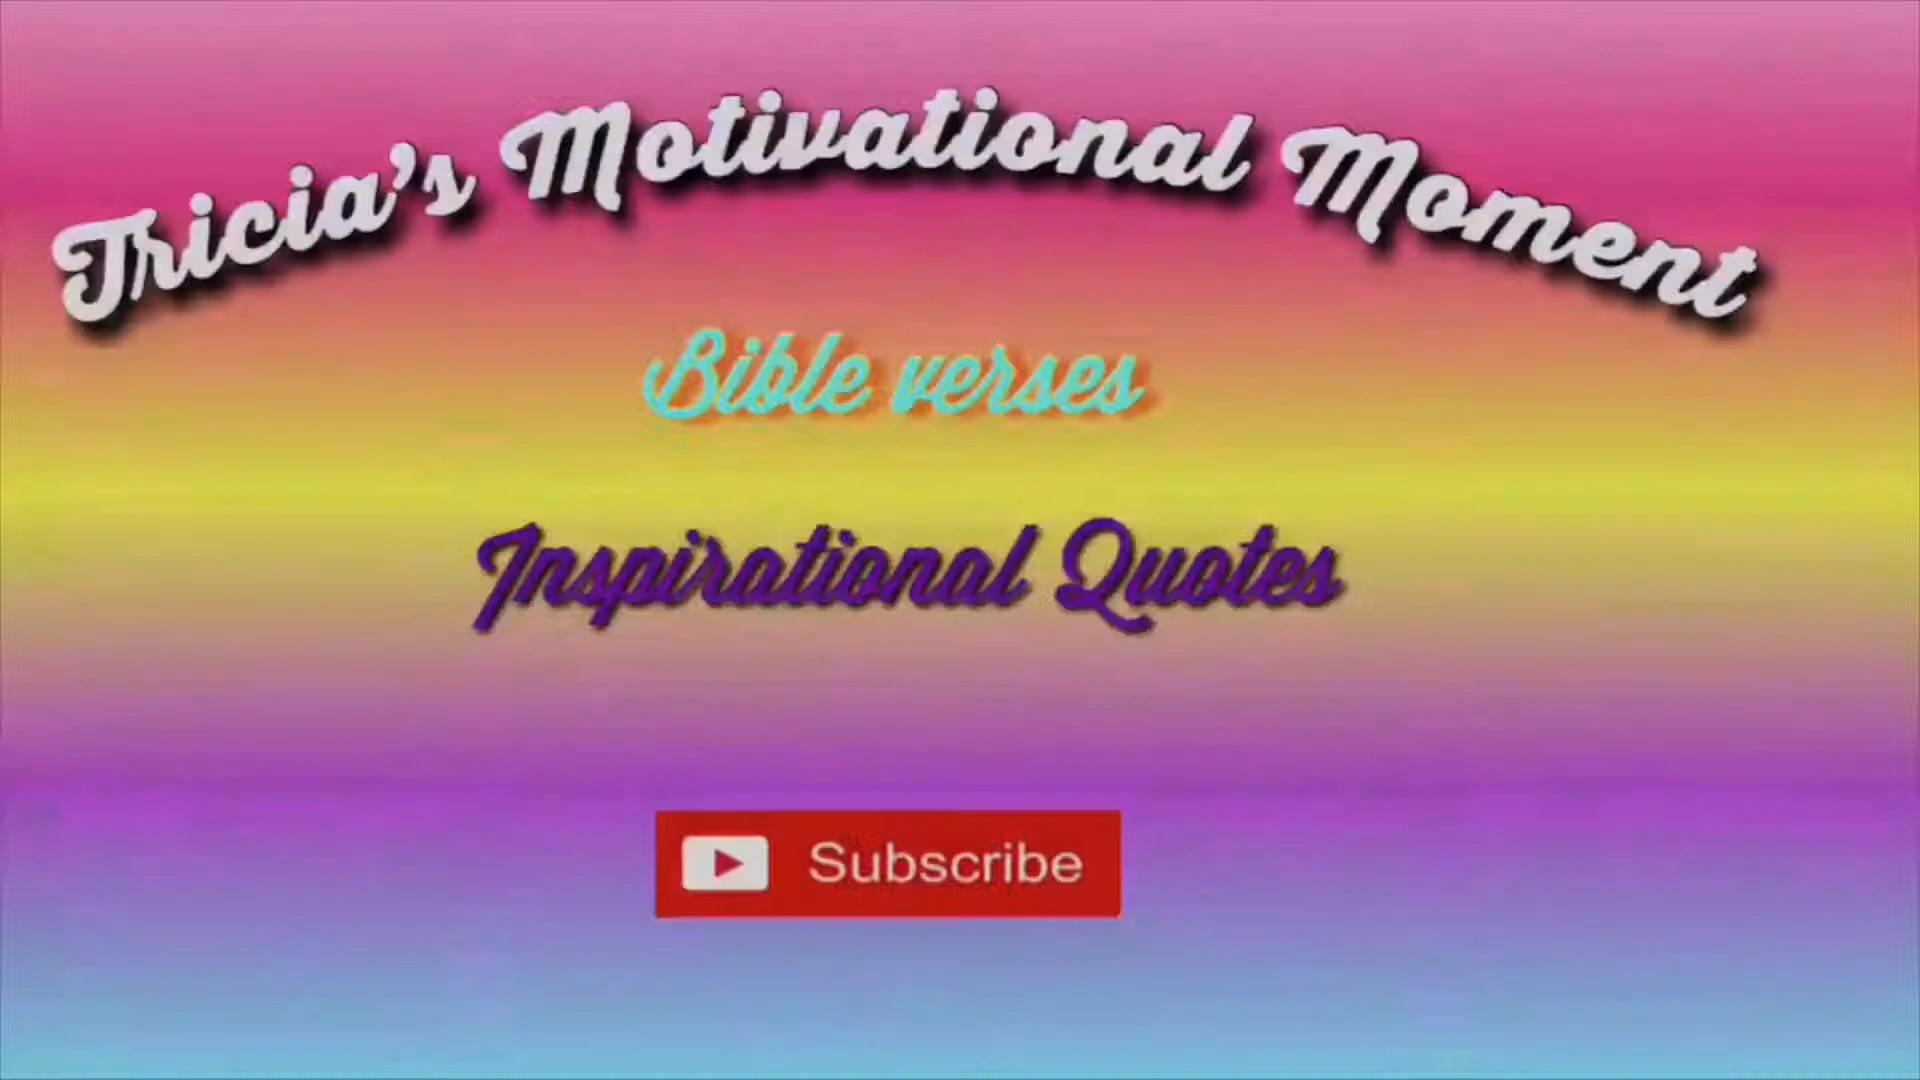 Tricia's Motivational Moment
Bible verses
Inspirational Quotes
Subscribe